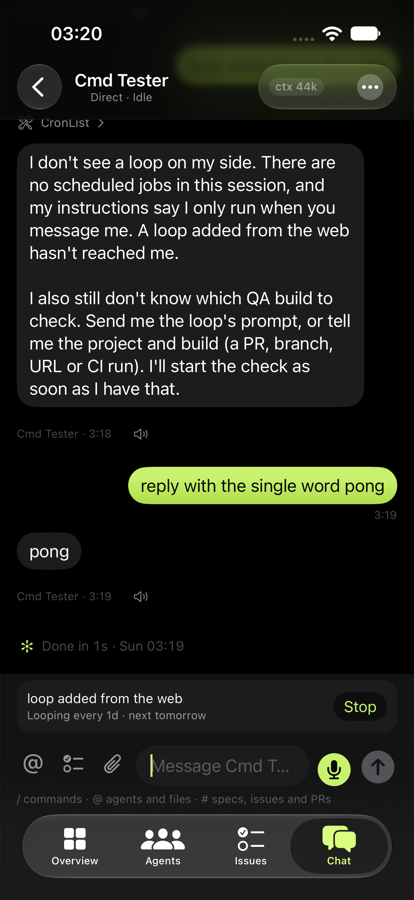 03:20
Cmd Tester
Direct · Idle
ctx 44k
CronList
I don't see a loop on my side. There are
no scheduled jobs in this session, and
my instructions say I only run when you
message me. A loop added from the web
hasn't reached me.
I also still don't know which QA build to
check. Send me the loop's prompt, or tell
me the project and build (a PR, branch,
URL or CI run). I'll start the check as
soon as I have that.
Cmd Tester · 3:18
reply with the single word pong
3:19
pong
Cmd Tester · 3:19
Done in 1s · Sun 03:19
loop added from the web
Looping every 1d · next tomorrow
Stop
Message Cmd T...
/ commands · @ agents and files · # specs, issues and PRs
Overview
Agents
Issues
Chat